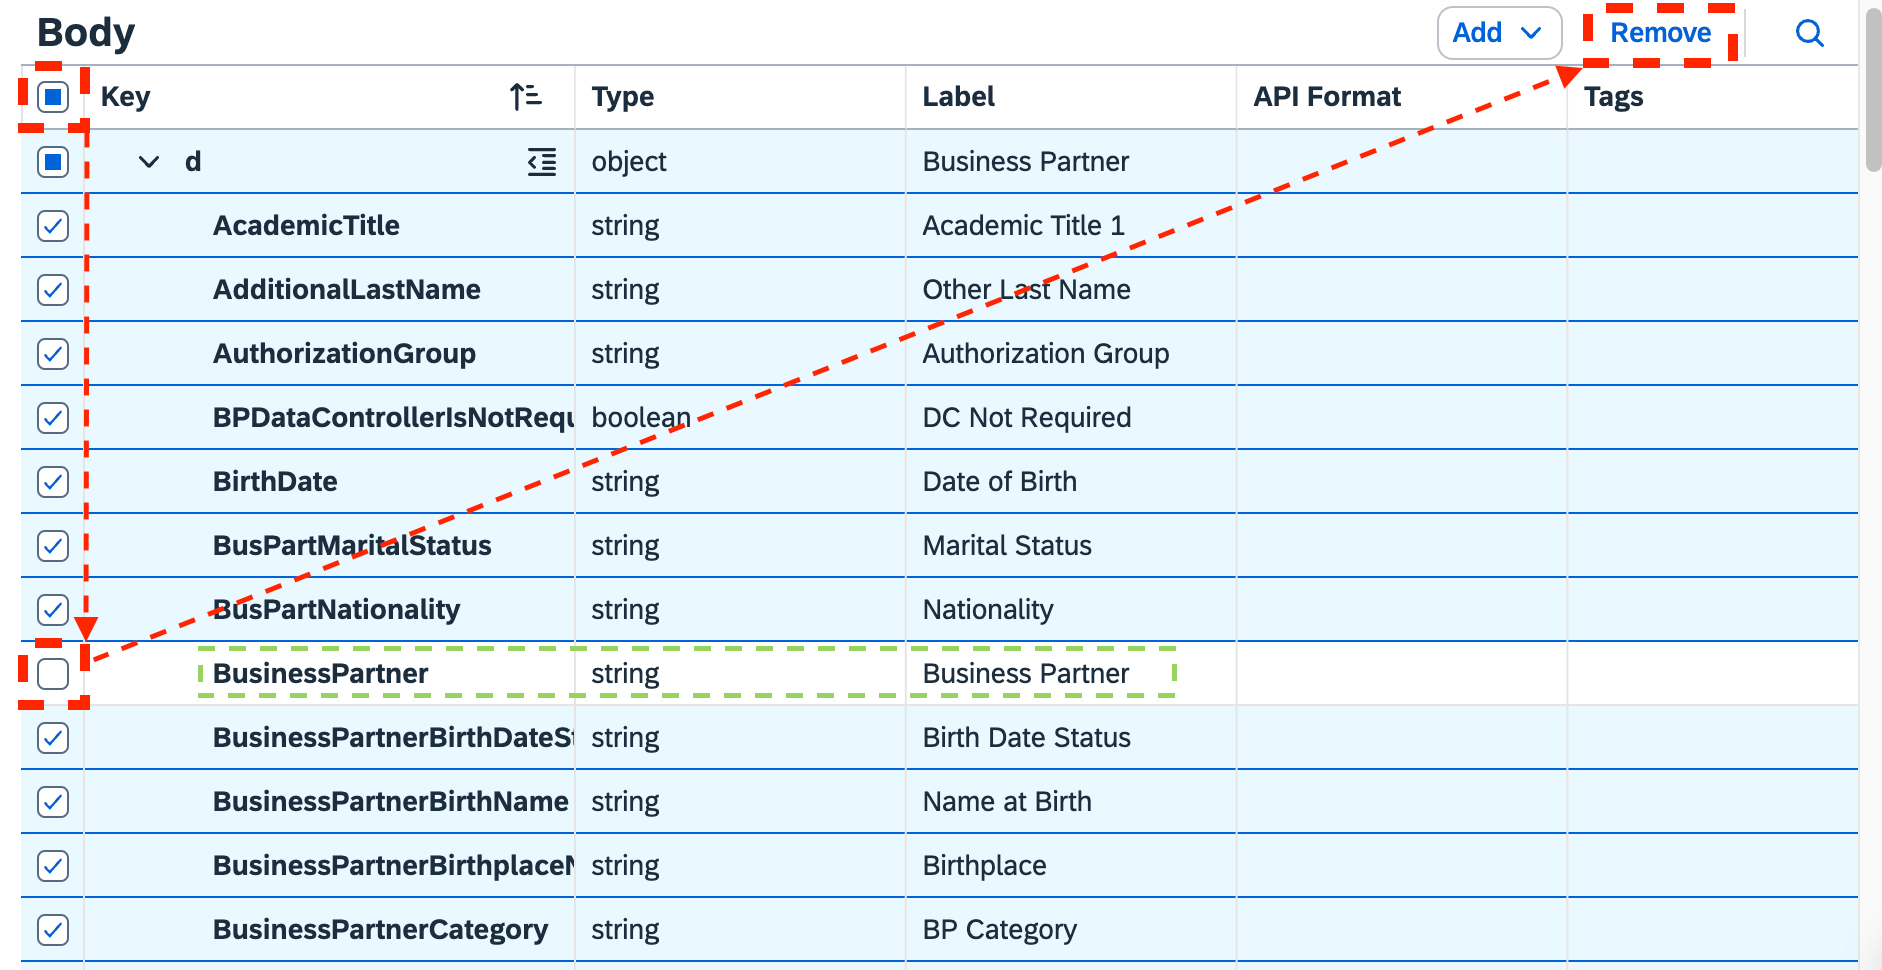 Body Add Remove
Key Type Label API Format Tags
d object Business Partner
AcademicTitle string Academic Title 1
AdditionalLastName string Other Last Name
AuthorizationGroup string Authorization Group
BPDataControllerIsNotRequ boolean DC Not Required
BirthDate string Date of Birth
BusPartMaritalStatus string Marital Status
BusPartNationality string Nationality
BusinessPartner string Business Partner
BusinessPartnerBirthDateSt string Birth Date Status
BusinessPartnerBirthName string Name at Birth
BusinessPartnerBirthplaceN string Birthplace
BusinessPartnerCategory string BP Category